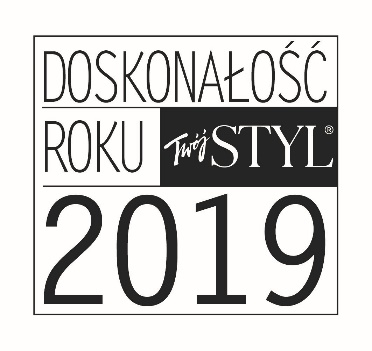 DOSKONAŁOŚĆ
ROKU Twój STYL®
2019